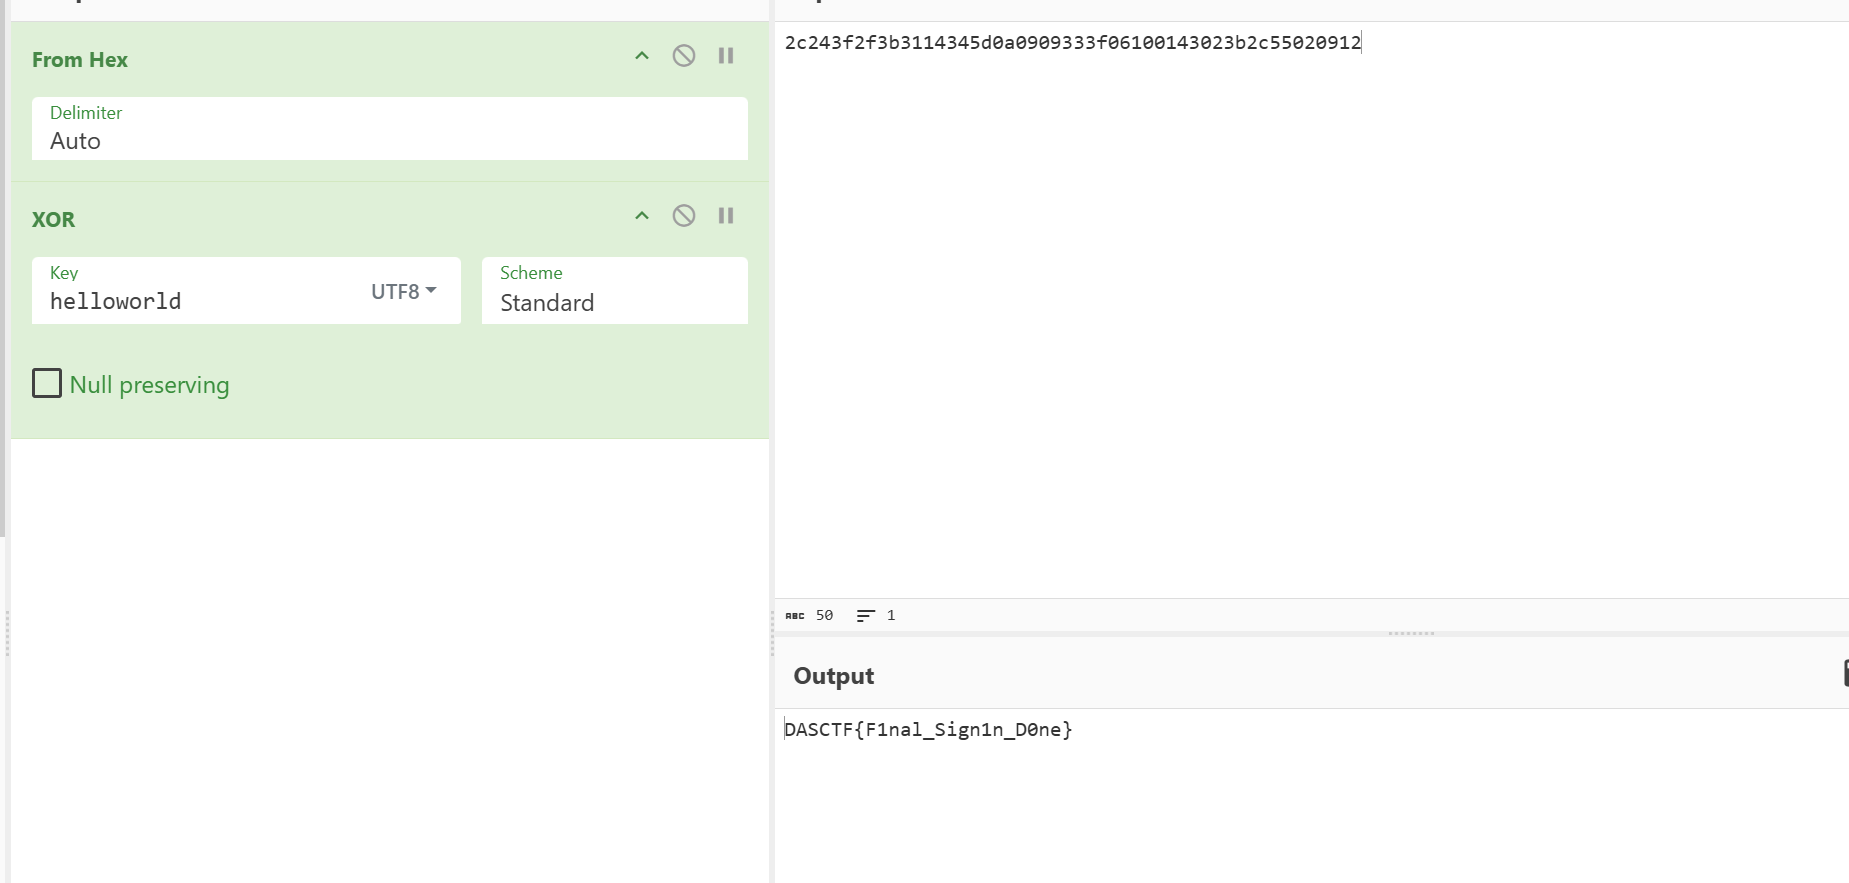 From Hex
Delimiter
Auto
XOR
Key
helloworld
UTF8
Scheme
Standard
Null preserving
2c243f2f3b3114345d0a0909333f06100143023b2c55020912
ABC 50 1
Output
DASCTF{F1nal_Sign1n_D0ne}